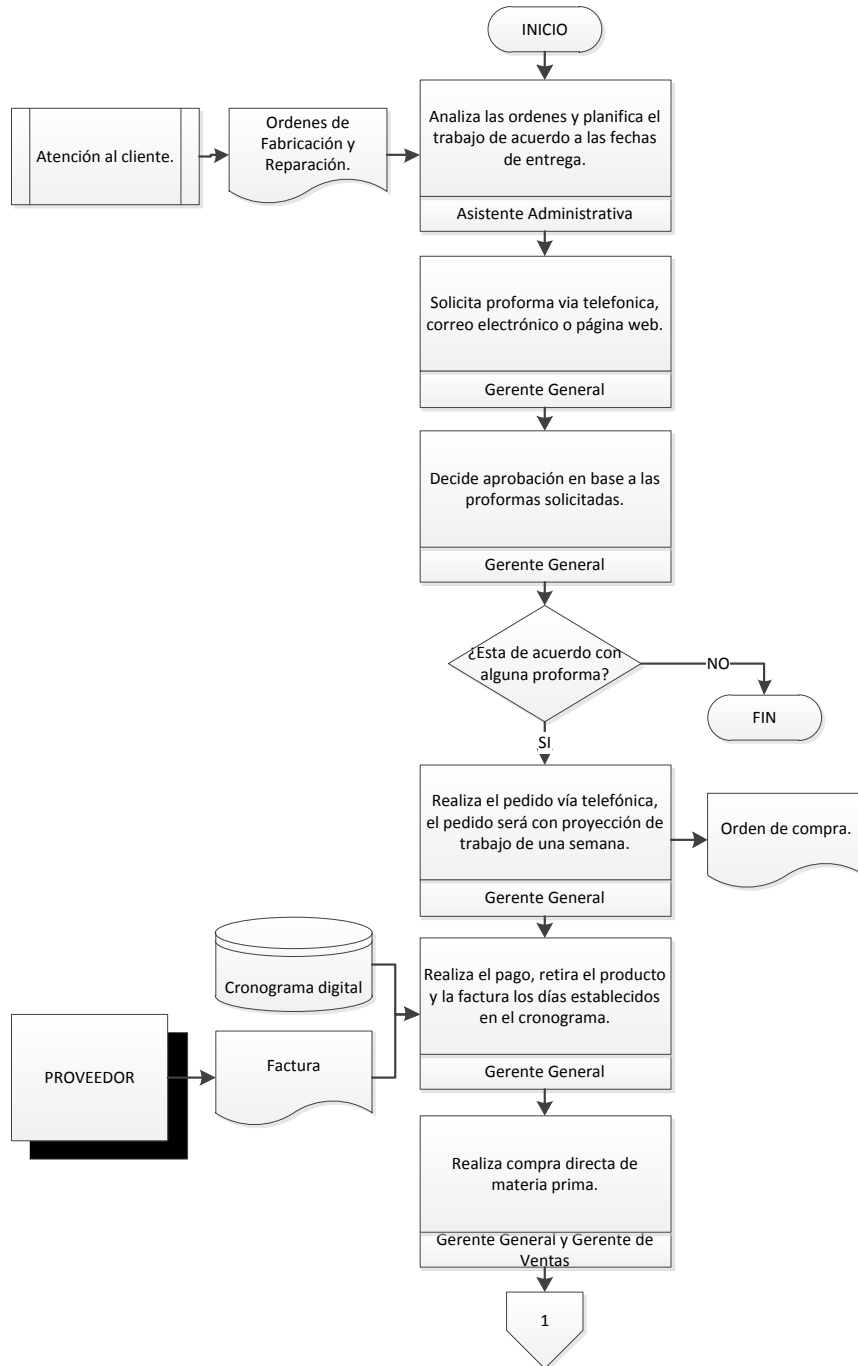 INICIO
Analiza las ordenes y planifica el
trabajo de acuerdo a las fechas
de entrega.
Asistente Administrativa
Atención al cliente.
Ordenes de
Fabricación y
Reparación.
Solicita proforma via telefonica,
correo electrónico o página web.
Gerente General
Decide aprobación en base a las
proformas solicitadas.
Gerente General
¿Esta de acuerdo con
alguna proforma?
NO
FIN
SI
Realiza el pedido vía telefónica,
el pedido será con proyección de
trabajo de una semana.
Gerente General
Orden de compra.
Cronograma digital
Realiza el pago, retira el producto
y la factura los días establecidos
en el cronograma.
Gerente General
PROVEEDOR
Factura
Realiza compra directa de
materia prima.
Gerente General y Gerente de
Ventas
1